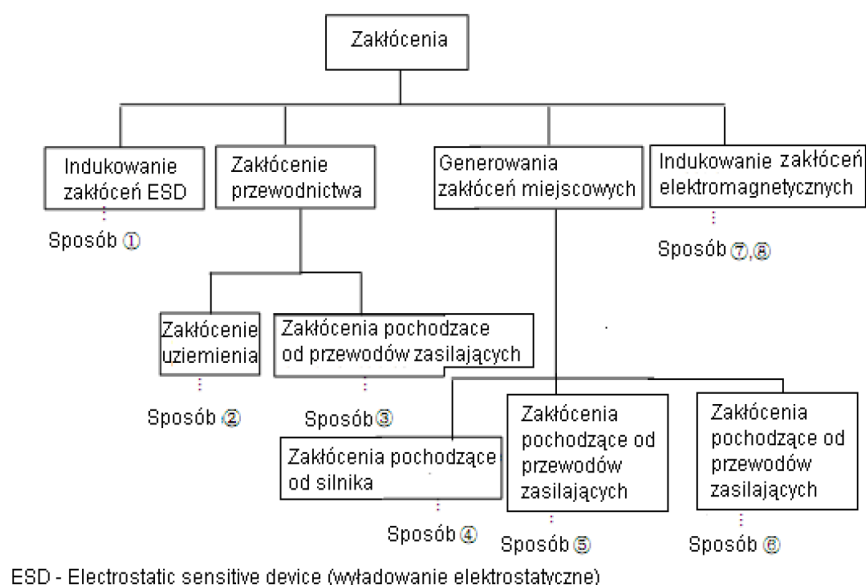 Zakłócenia
Indukowanie
zakłóceń ESD
Sposób ①
Zakłócenie
przewodnictwa
Generowania
zakłóceń miejscowych
Indukowanie zakłóceń
elektromagnetycznych
Sposób ⑦,⑧
Zakłócenie
uziemienia
Sposób ②
Zakłócenia pochodzace
od przewodów zasilających
Sposób ③
Zakłócenia pochodzące
od silnika
Sposób ④
Zakłócenia
pochodzące od
przewodów
zasilających
Sposób ⑤
Zakłócenia
pochodzące od
przewodów
zasilających
Sposób ⑥
ESD - Electrostatic sensitive device (wyładowanie elektrostatyczne)